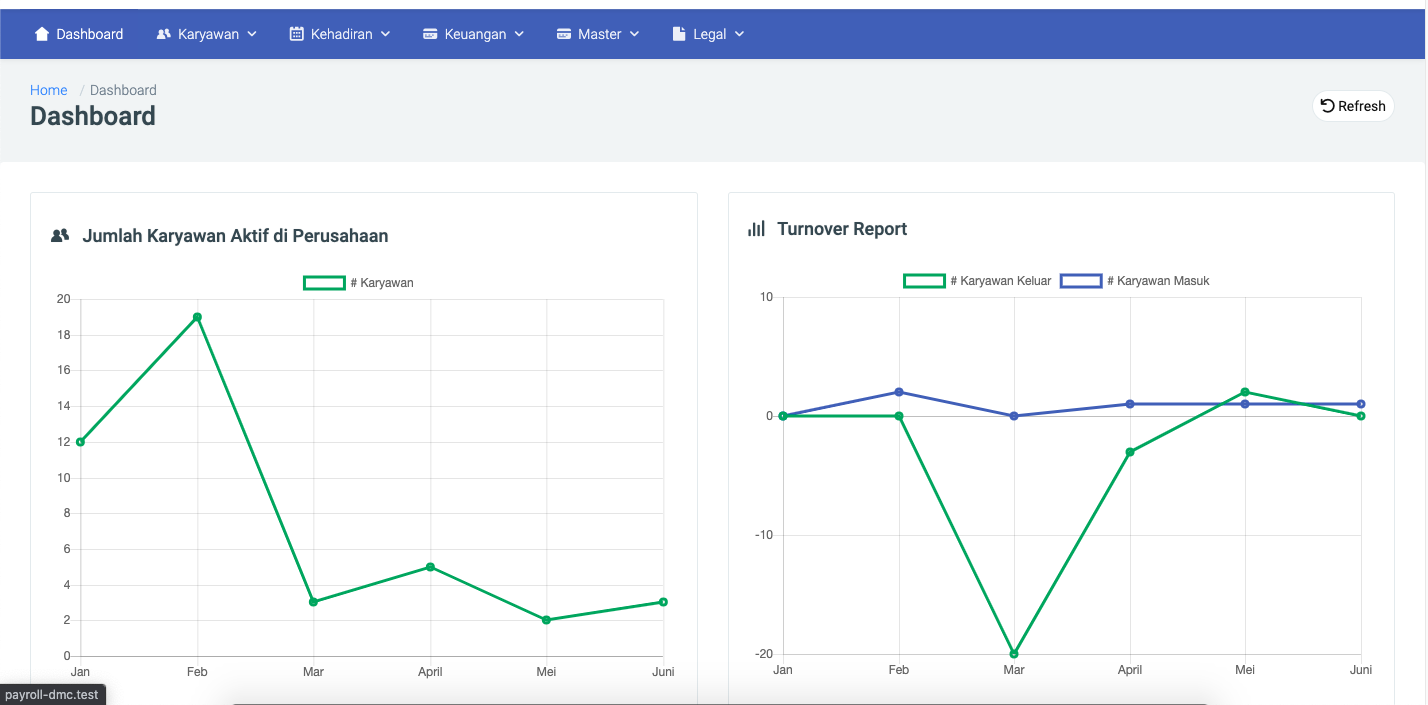 Dashboard Karyawan Kehadiran Keuangan Master Legal
Home / Dashboard
Dashboard
Refresh
Jumlah Karyawan Aktif di Perusahaan
# Karyawan
20
18
16
14
12
10
8
6
4
2
0
Jan Feb Mar April Mei Juni
Turnover Report
# Karyawan Keluar # Karyawan Masuk
10
0
-10
-20
Jan Feb Mar April Mei Juni
payroll-dmc.test